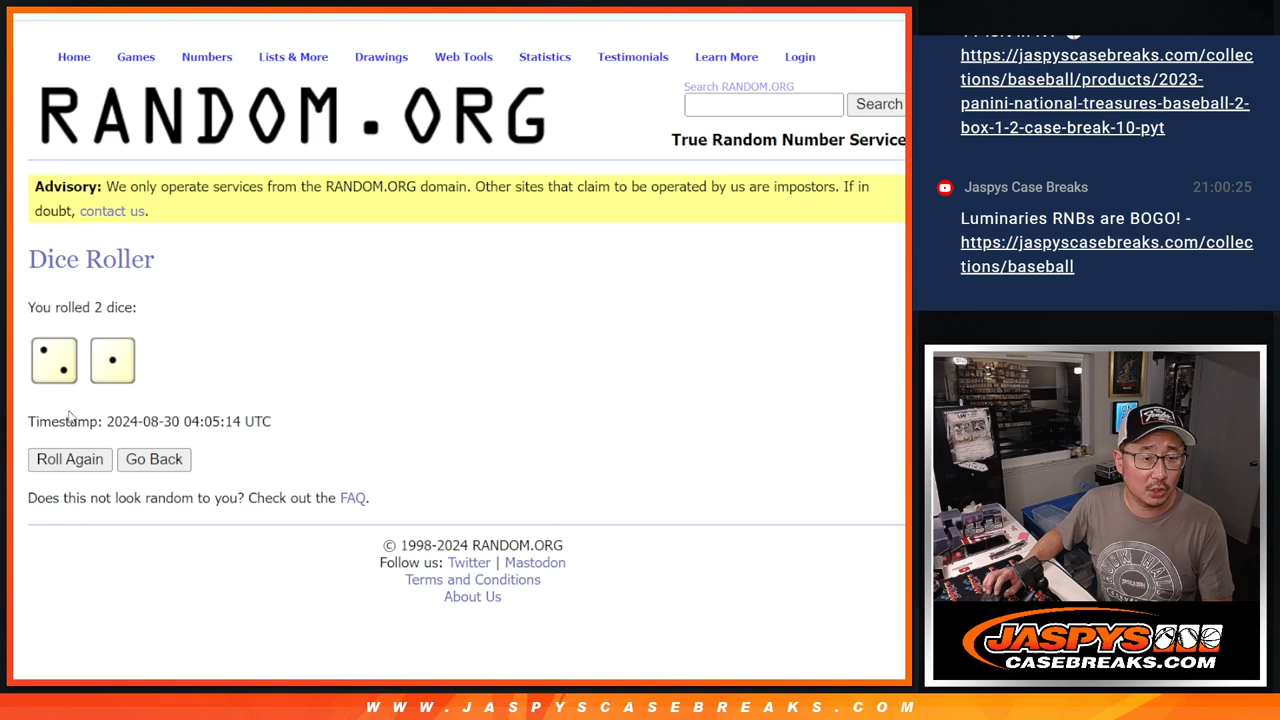 Home Games Numbers Lists & More Drawings Web Tools Statistics Testimonials Learn More Login
RANDOM.ORG
Search RANDOM.ORG
Search
True Random Number Service
Advisory: We only operate services from the RANDOM.ORG domain. Other sites that claim to be operated by us are impostors. If in
doubt, contact us.
Dice Roller
You rolled 2 dice:
Timestamp: 2024-08-30 04:05:14 UTC
Roll Again Go Back
Does this not look random to you? Check out the FAQ.
© 1998-2024 RANDOM.ORG
Follow us: Twitter | Mastodon
Terms and Conditions
About Us
https://jaspyscasebreaks.com/collec
tions/baseball/products/2023-
panini-national-treasures-baseball-2-
box-1-2-case-break-10-pyt
Jaspys Case Breaks 21:00:25
Luminaries RNBs are BOGO! -
https://jaspyscasebreaks.com/collec
tions/baseball
JASPYS
CASEBREAKS.COM
WWW.JASPYSCASEBREAKS.COM